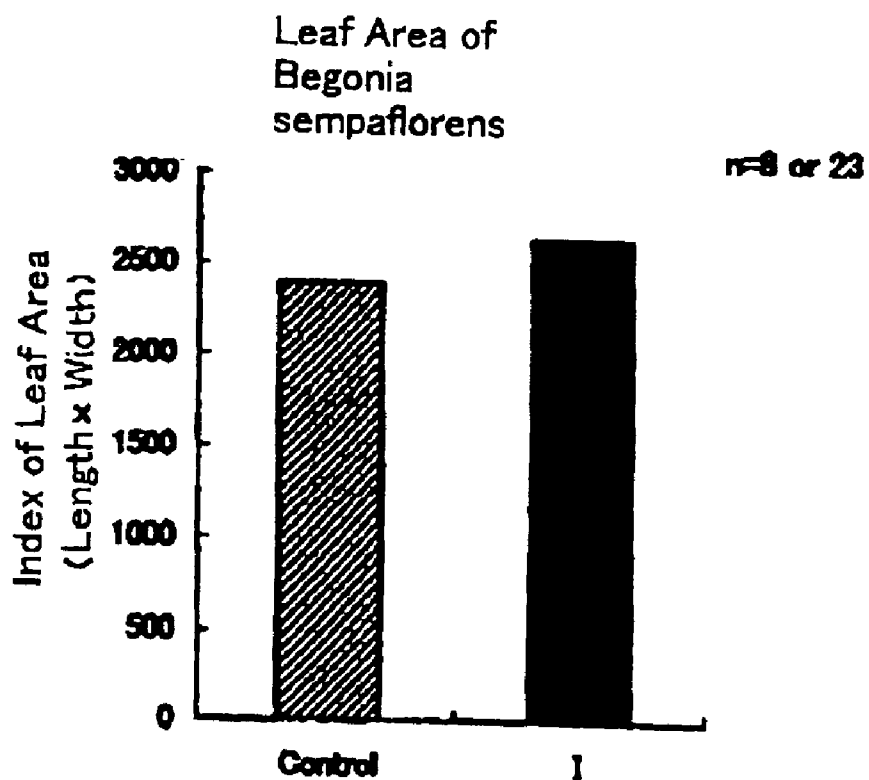 Leaf Area of
Begonia
sempaflorens
n=8 or 23
Index of Leaf Area
(Length x Width)
3000
2500
2000
1500
1000
500
0
Control
I